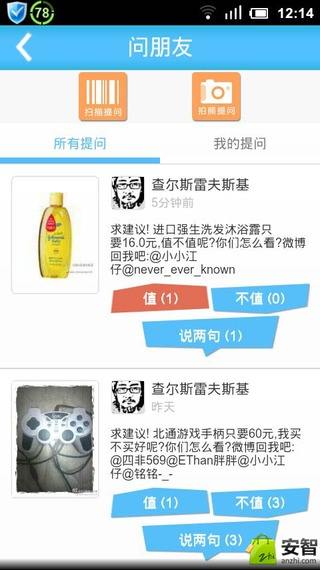 78
12:14
问朋友
扫照提问
拍照提问
所有提问
我的提问
查尔斯雷夫斯基
5分钟前
求建议! 进口强生洗发沐浴露只
要16.0元,值不值呢?你们怎么看?微博
回我吧:@小小江
仔@never_ever_known
值 (1)
不值 (0)
说两句 (1)
查尔斯雷夫斯基
昨天
求建议! 北通游戏手柄只要60元,我买
不买好呢?你们怎么看?微博回我吧:
@四非569@EThan胖胖@小小江
仔@铭铭-_-
值 (1)
不值 (3)
说两句 (3)
zhi
安智
anzhi.com